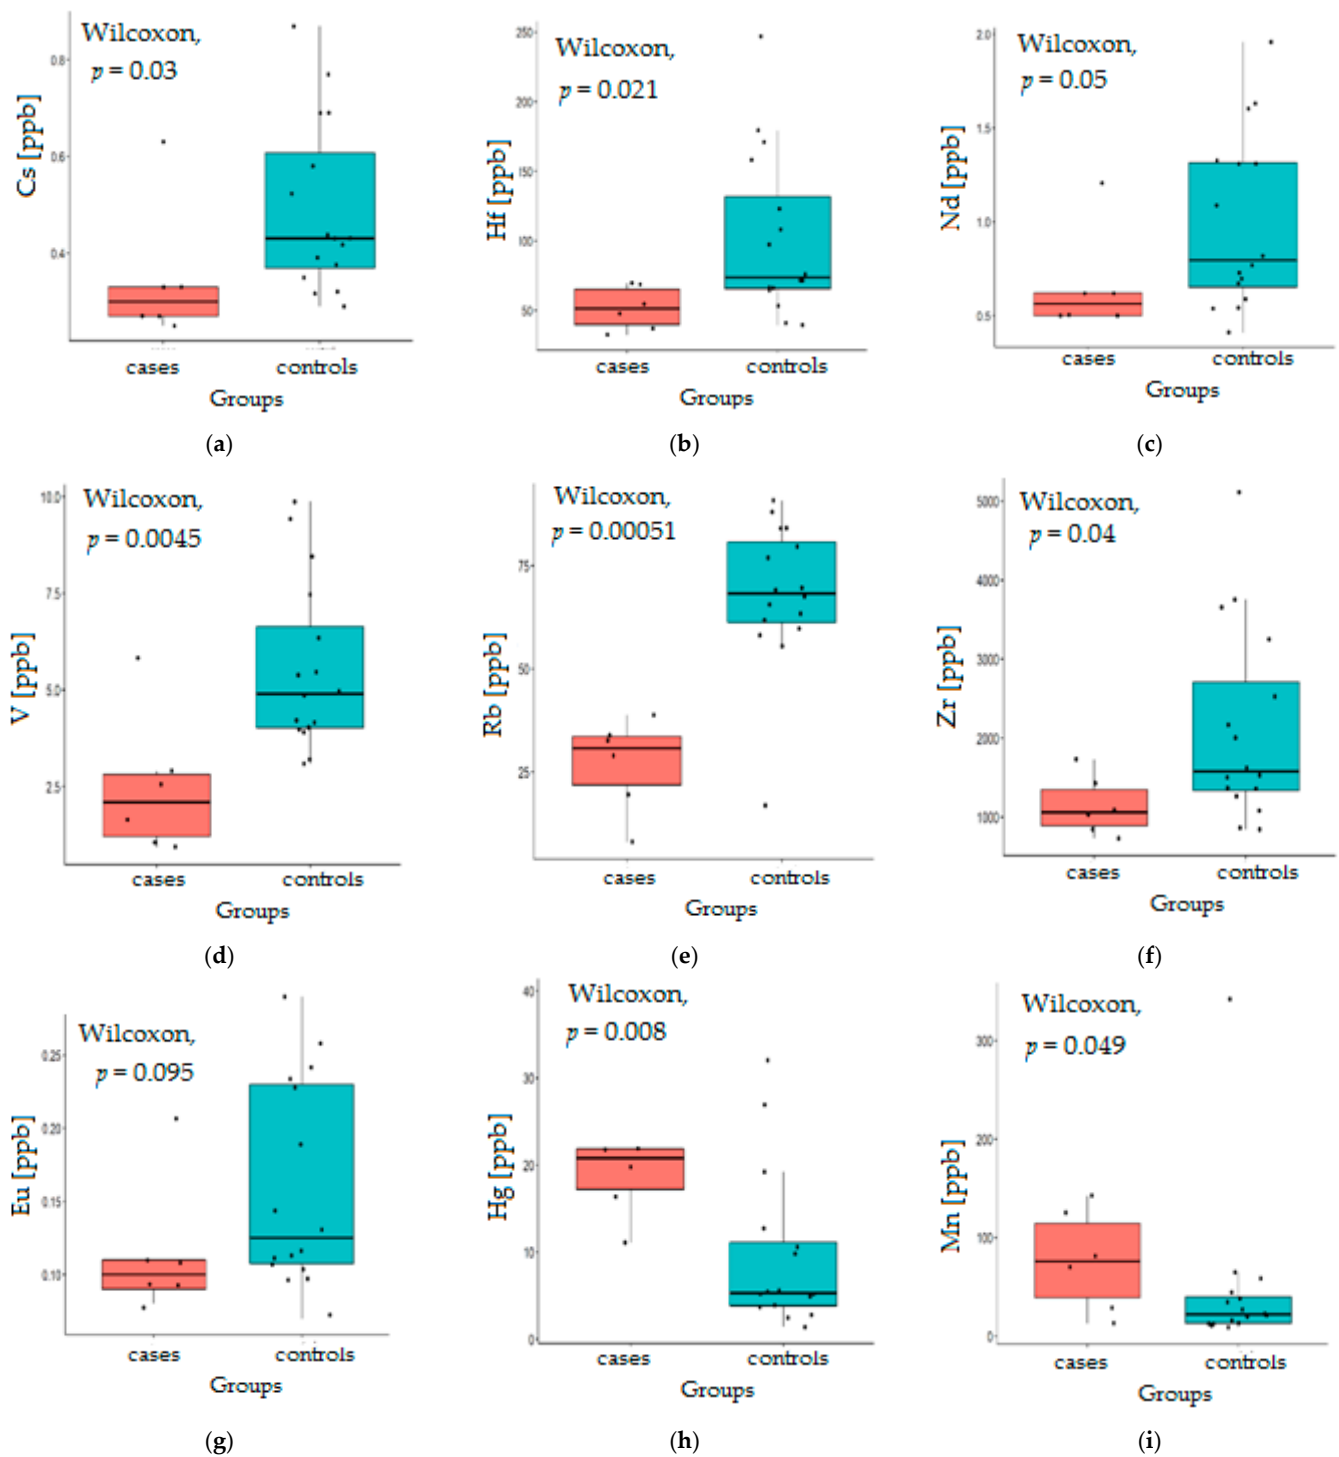 Wilcoxon,
p = 0.03
Cs [ppb]
0.8
0.6
0.4
cases
controls
Groups
(a)
Wilcoxon,
p = 0.021
Hf [ppb]
250
200
150
100
50
cases
controls
Groups
(b)
Wilcoxon,
p = 0.05
Nd [ppb]
2.0
1.5
1.0
0.5
cases
controls
Groups
(c)
Wilcoxon,
p = 0.0045
V [ppb]
10.0
7.5
5.0
2.5
cases
controls
Groups
(d)
Wilcoxon,
p = 0.00051
Rb [ppb]
75
50
25
cases
controls
Groups
(e)
Wilcoxon,
p = 0.04
Zr [ppb]
5000
4000
3000
2000
1000
cases
controls
Groups
(f)
Wilcoxon,
p = 0.095
Eu [ppb]
0.25
0.20
0.15
0.10
cases
controls
Groups
(g)
Wilcoxon,
p = 0.008
Hg [ppb]
40
30
20
10
0
cases
controls
Groups
(h)
Wilcoxon,
p = 0.049
Mn [ppb]
300
200
100
0
cases
controls
Groups
(i)